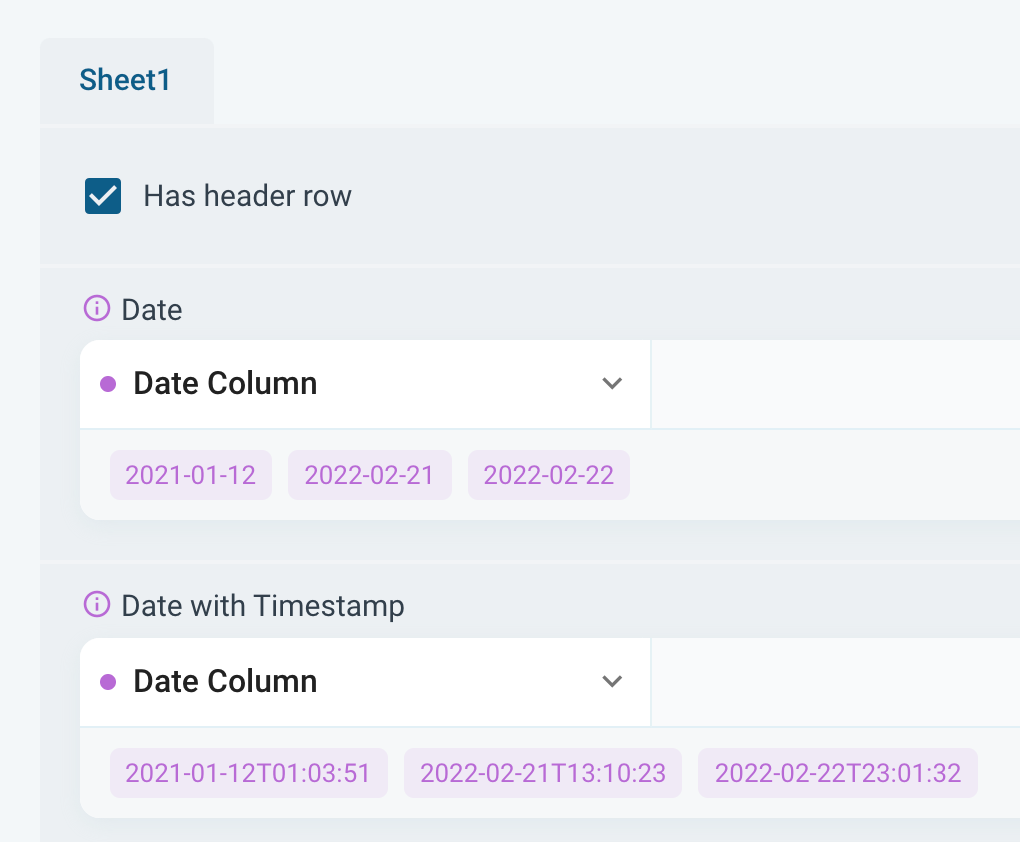 Sheet1
Has header row
Date
Date Column
2021-01-12 2022-02-21 2022-02-22
Date with Timestamp
Date Column
2021-01-12T01:03:51 2022-02-21T13:10:23 2022-02-22T23:01:32